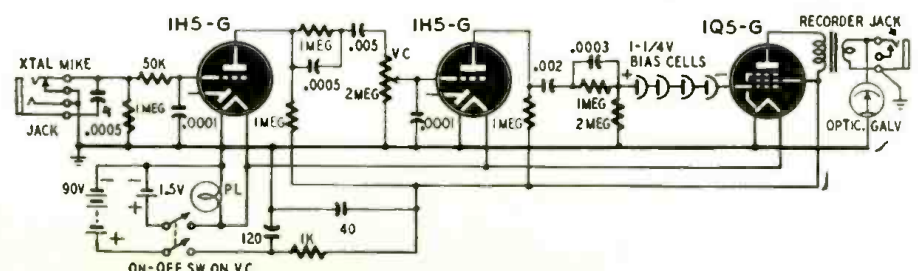 1H5-G
1H5-G
1Q5-G
RECORDER JACK
XTAL MIKE
50K
1MEG
.005
VC
.0003
1-1/4V
BIAS CELLS
+
-
.002
.0005
2MEG
1MEG
.0001
1MEG
.0001
1MEG
1MEG
2MEG
JACK
.0005
OPTIC. GALV
90V
-
-
1.5V
PL
+
+
120
40
1K
ON-OFF SW ON V.C